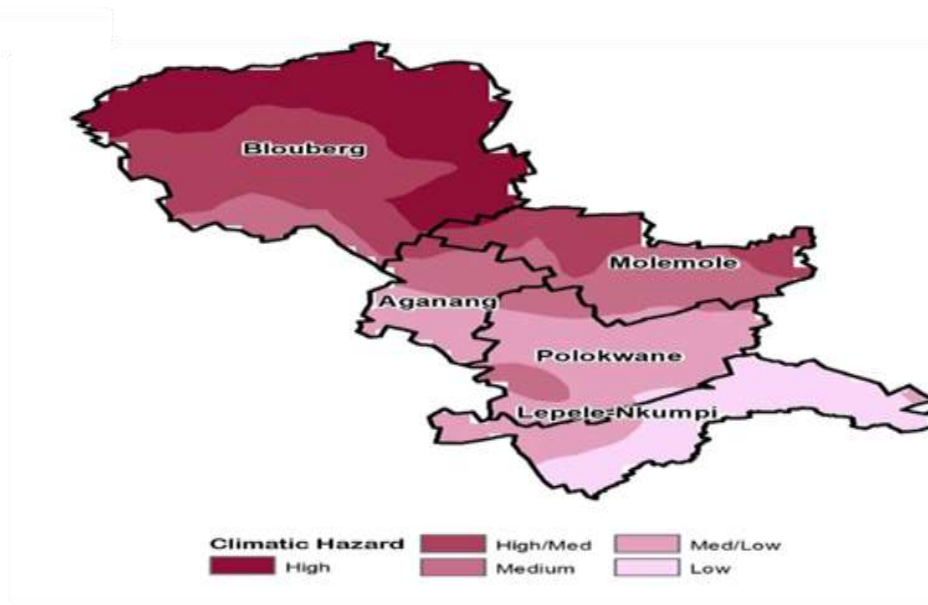 Blouberg
Molemole
Aganang
Polokwane
Lepele-Nkumpi
Climatic Hazard
High
High/Med
Medium
Med/Low
Low